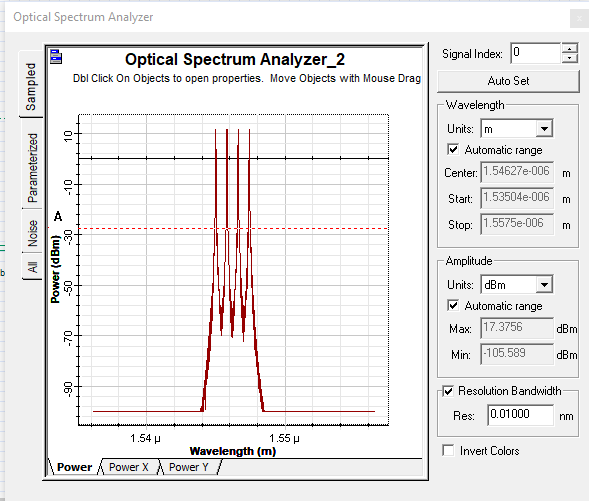 Optical Spectrum Analyzer
Optical Spectrum Analyzer_2
Dbl Click On Objects to open properties.  Move Objects with Mouse Drag
Sampled
Parameterized
Noise
All
A
Power (dBm)
10
-10
-30
-50
-70
-90
1.54 µ
1.55 µ
Wavelength (m)
Power
Power X
Power Y
Signal Index: 0
Auto Set
Wavelength
Units: m
Automatic range
Center: 1.54627e-006 m
Start: 1.53504e-006 m
Stop: 1.5575e-006 m
Amplitude
Units: dBm
Automatic range
Max: 17.3756 dBm
Min: -105.589 dBm
Resolution Bandwidth
Res: 0.01000 nm
Invert Colors
b